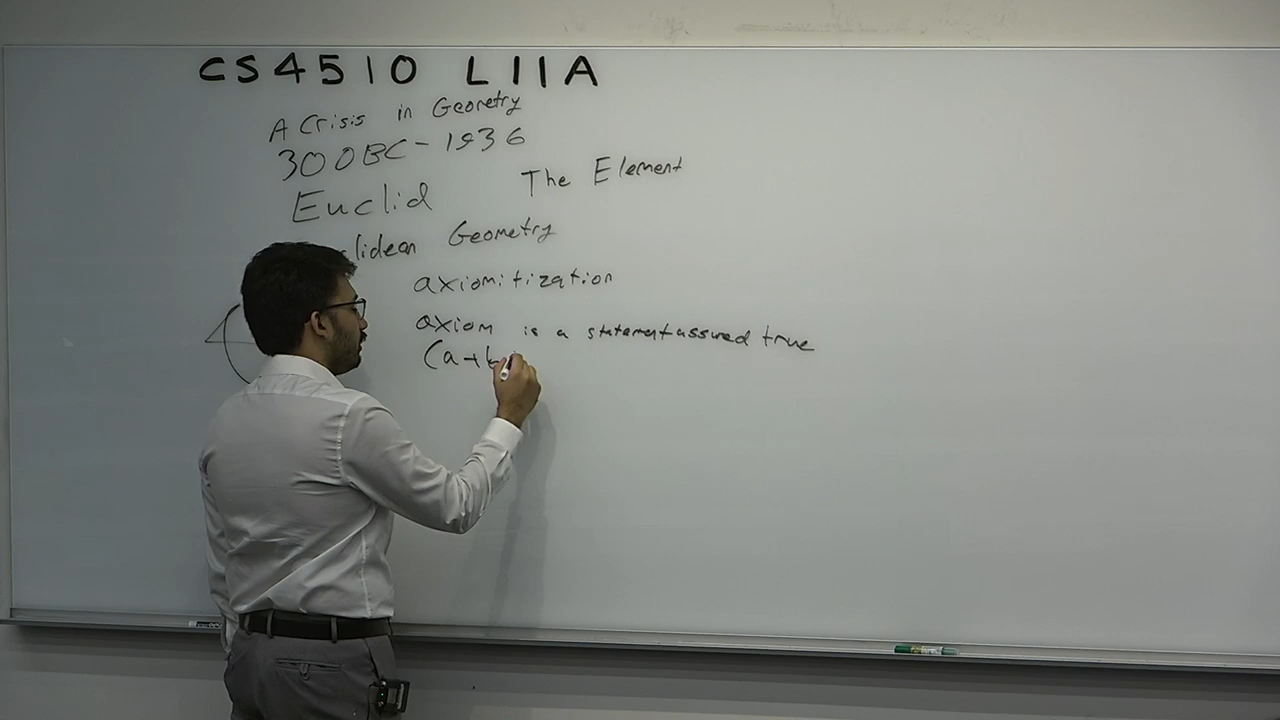 CS4510 L11A
A Crisis in Geometry
300BC - 1936
Euclid The Element
lidean Geometry
axiomitization
axiom is a statement assumed true
(a+b